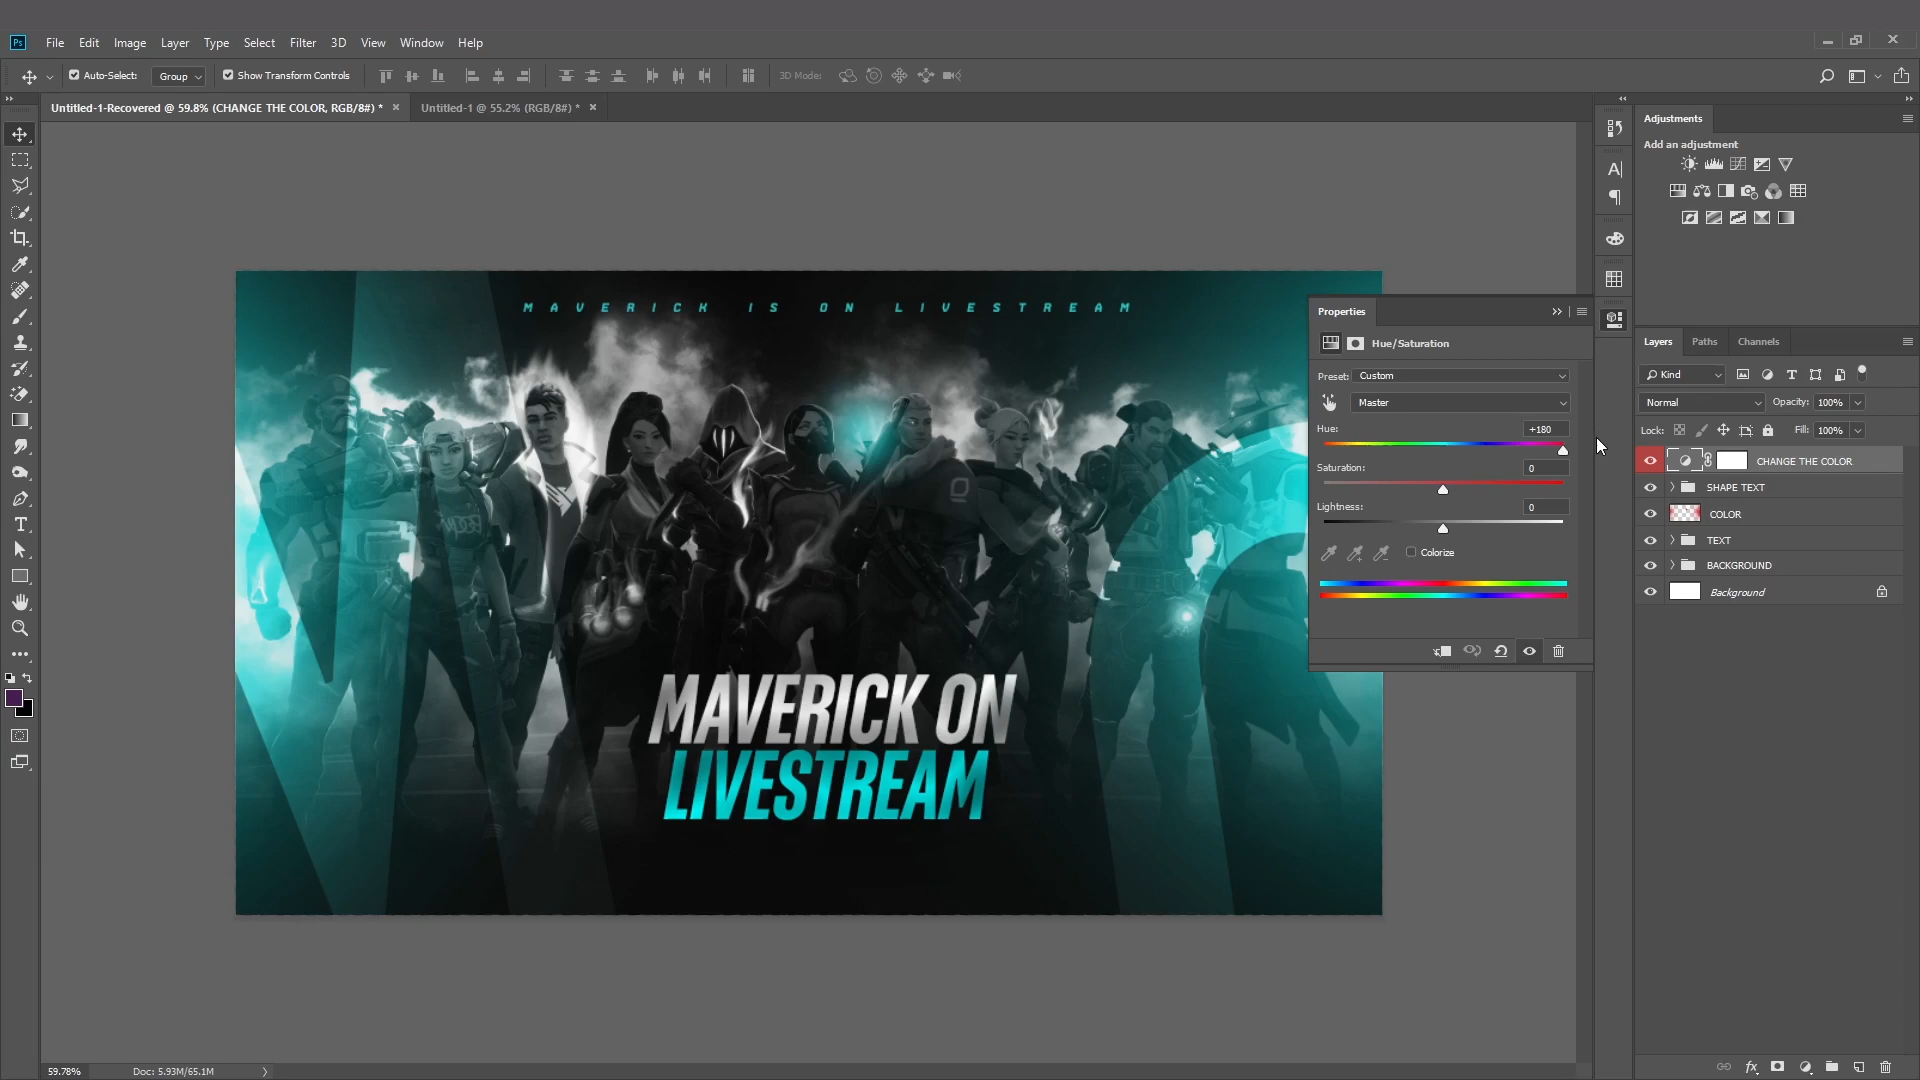 Ps File Edit Image Layer Type Select Filter 3D View Window Help
Auto-Select: Group Show Transform Controls 3D Mode:
Untitled-1-Recovered @ 59.8% (CHANGE THE COLOR, RGB/8#) * × Untitled-1 @ 55.2% (RGB/8#) * ×
MAVERICK IS ON LIVESTREAM
MAVERICK ON
LIVESTREAM
Properties
Hue/Saturation
Preset: Custom
Master
Hue: +180
Saturation: 0
Lightness: 0
Colorize
Adjustments
Add an adjustment
Layers Paths Channels
Kind
Normal Opacity: 100%
Lock: Fill: 100%
CHANGE THE COLOR
SHAPE TEXT
COLOR
TEXT
BACKGROUND
Background
59.78% Doc: 5.93M/65.1M